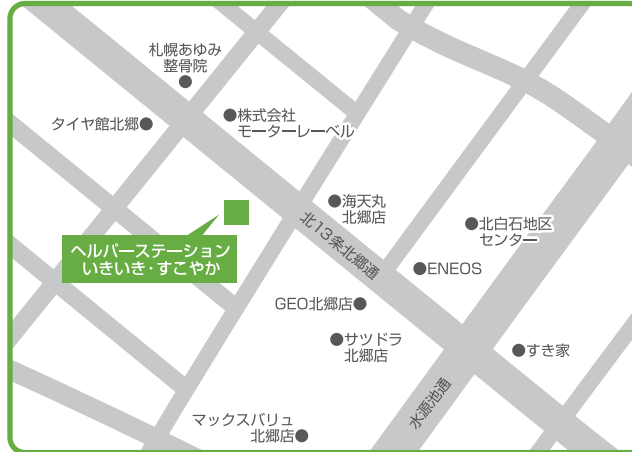 札幌あゆみ
整骨院
タイヤ館北郷
株式会社
モーターレーベル
海天丸
北郷店
北白石地区
センター
ヘルパーステーション
いきいき・すこやか
北13条北郷通
ENEOS
GEO北郷店
サツドラ
北郷店
すき家
水源池通
マックスバリュ
北郷店